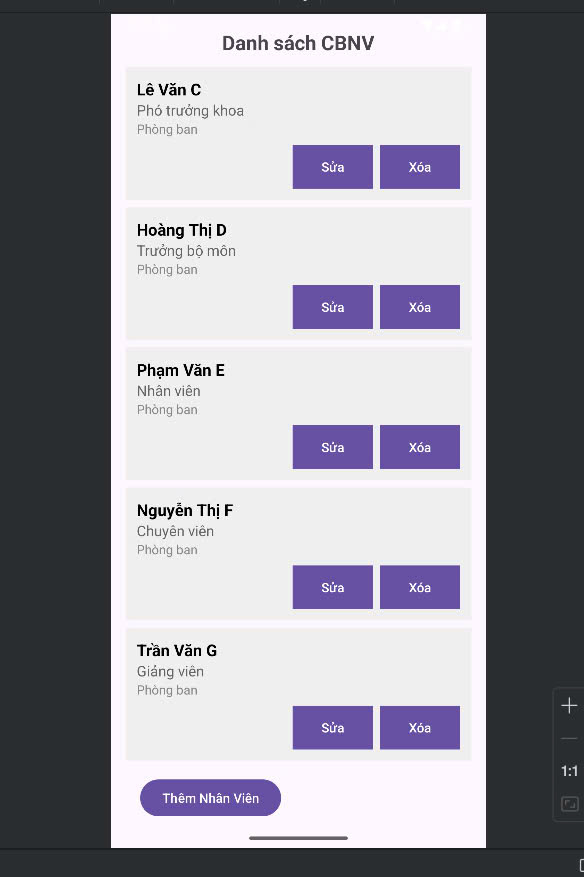 Danh sách CBNV
Lê Văn C
Phó trưởng khoa
Phòng ban
Sửa Xóa
Hoàng Thị D
Trưởng bộ môn
Phòng ban
Sửa Xóa
Phạm Văn E
Nhân viên
Phòng ban
Sửa Xóa
Nguyễn Thị F
Chuyên viên
Phòng ban
Sửa Xóa
Trần Văn G
Giảng viên
Phòng ban
Sửa Xóa
1:1
Thêm Nhân Viên